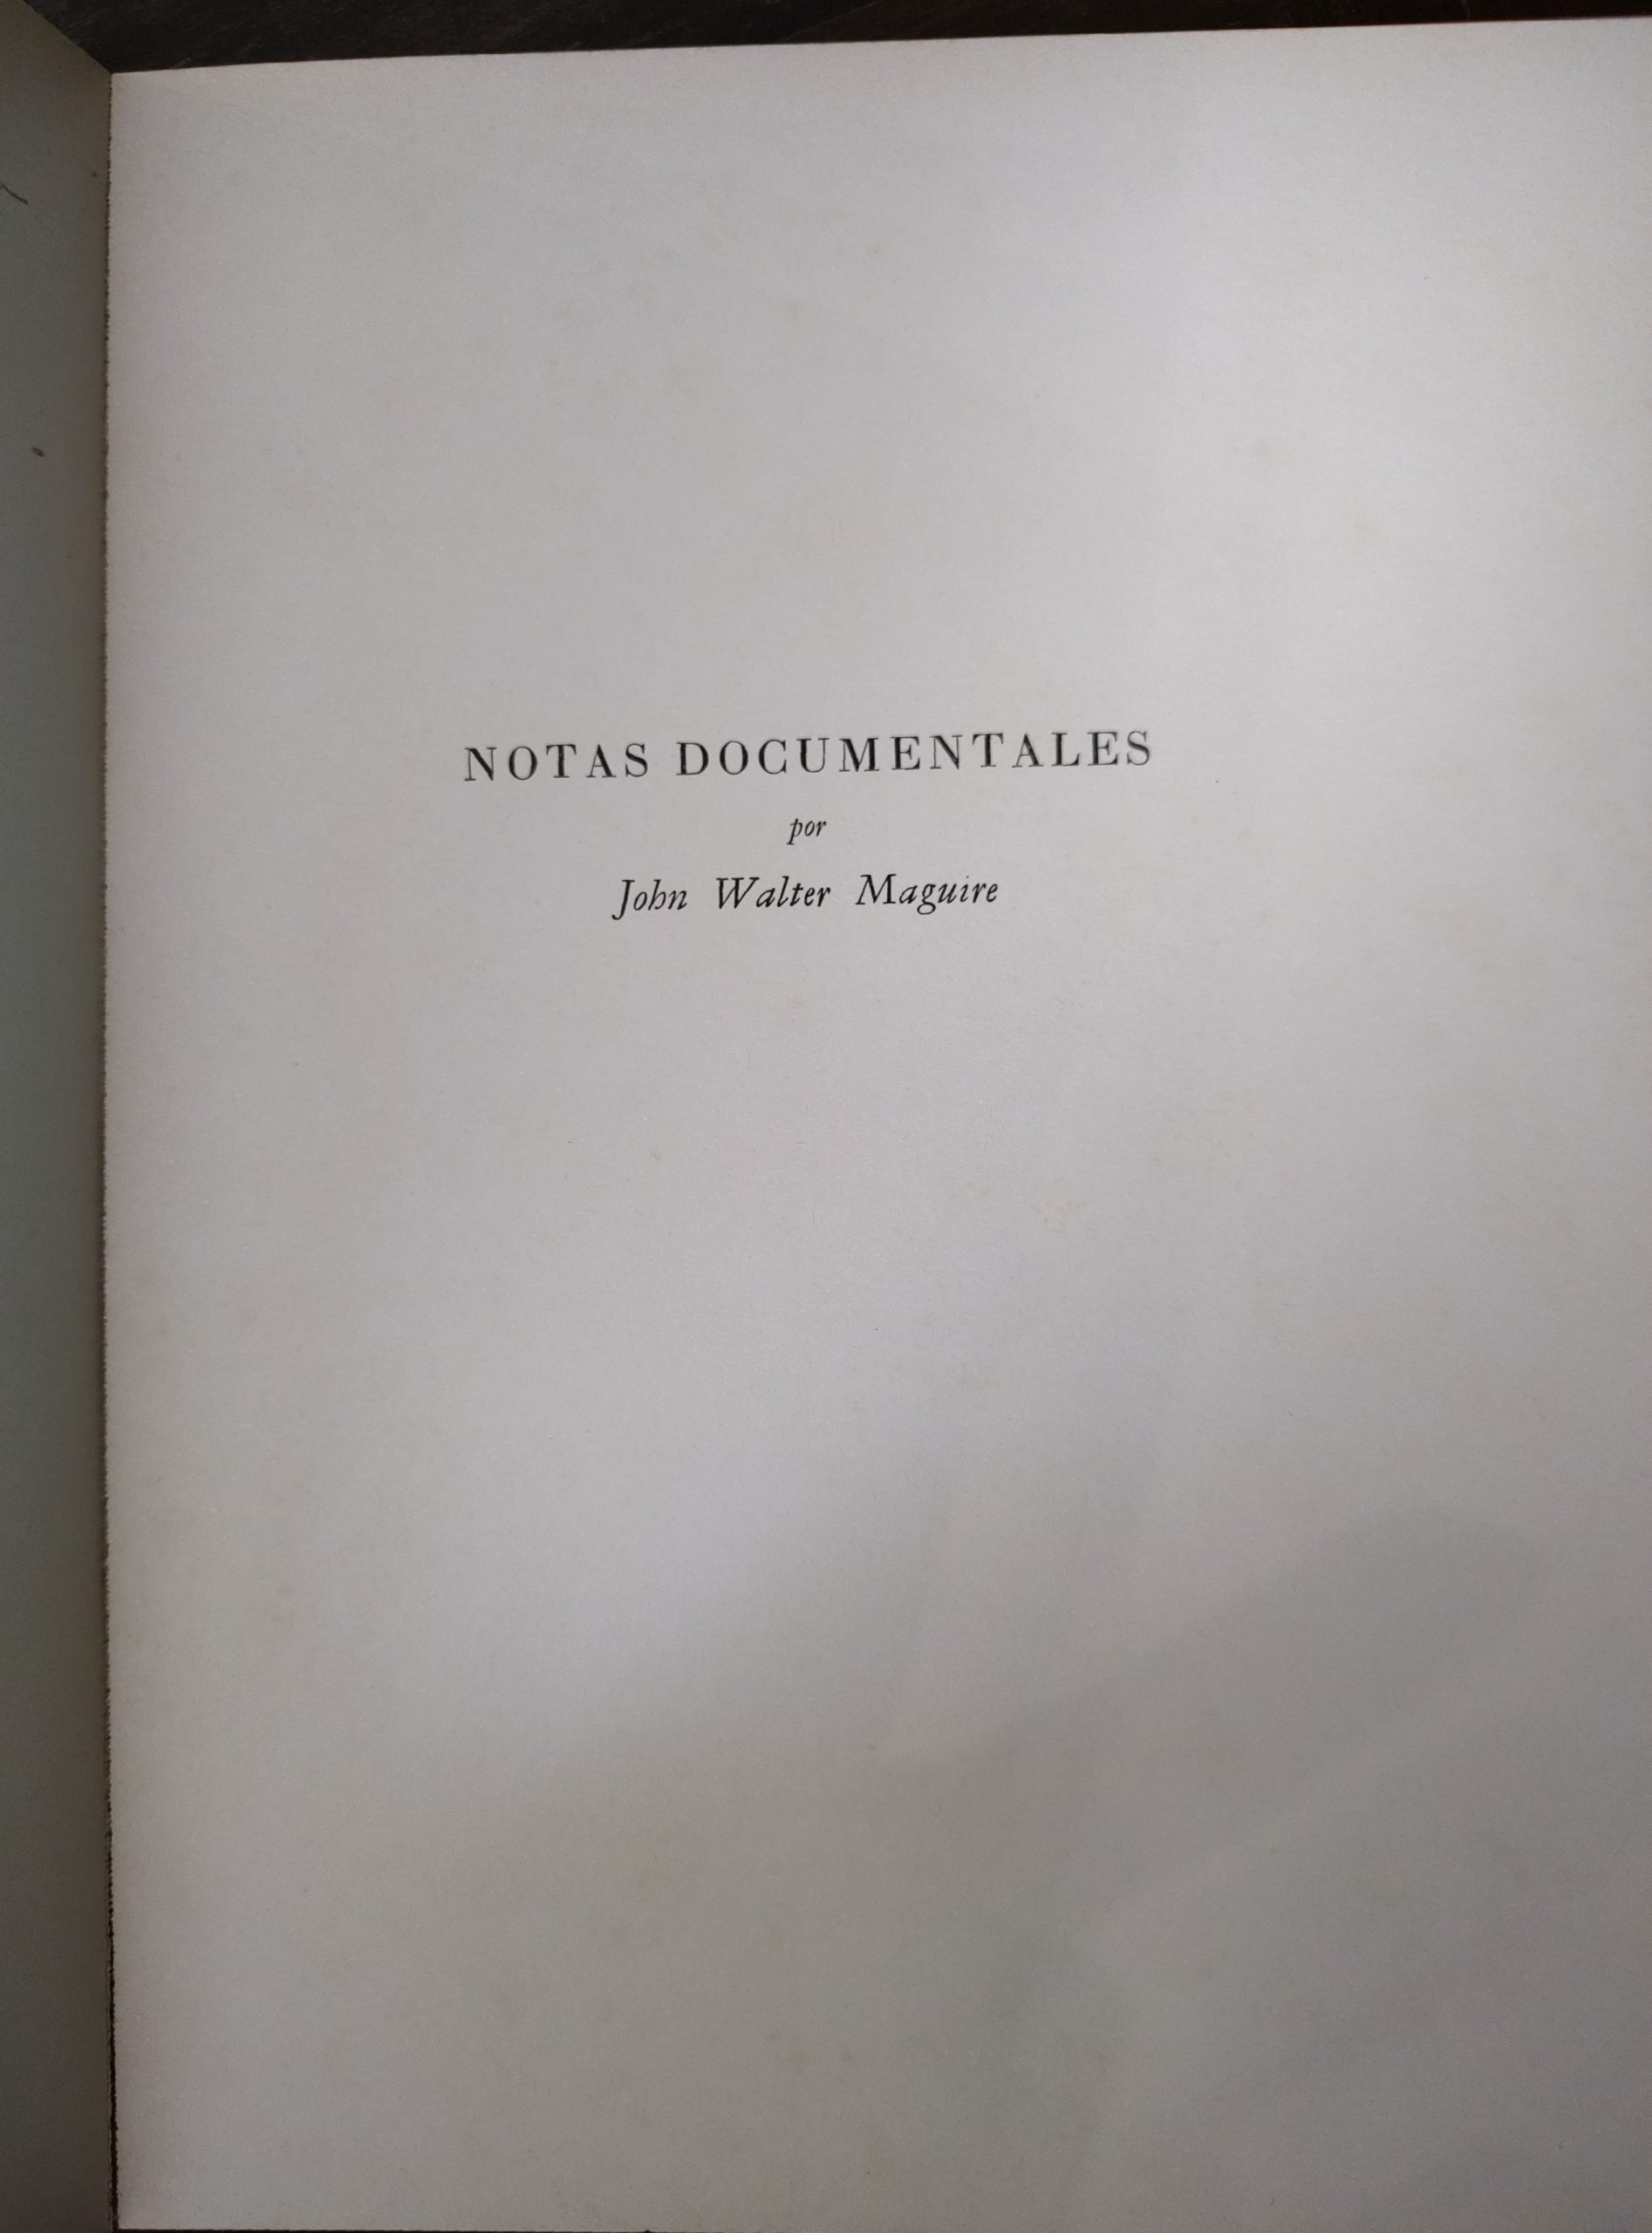 NOTAS DOCUMENTALES
por
John Walter Maguire